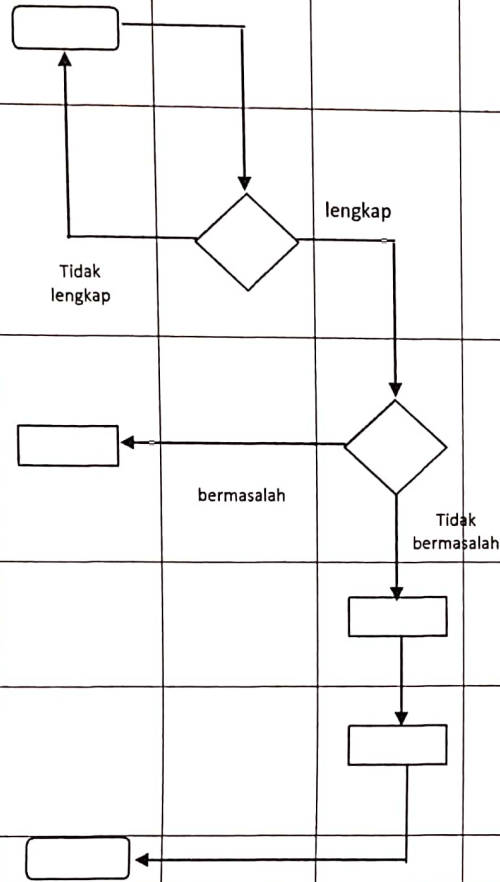 lengkap
Tidak
lengkap
bermasalah
Tidak
bermasalah